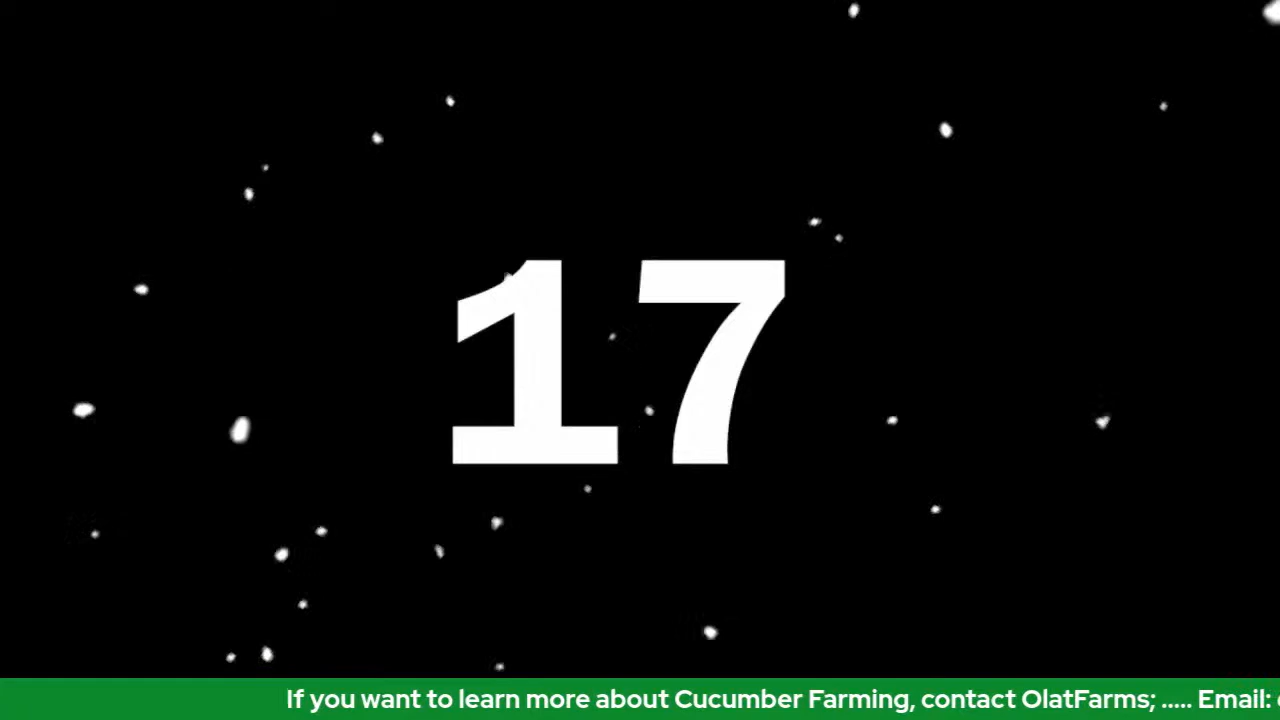 17
If you want to learn more about Cucumber Farming, contact OlatFarms; ..... Email: